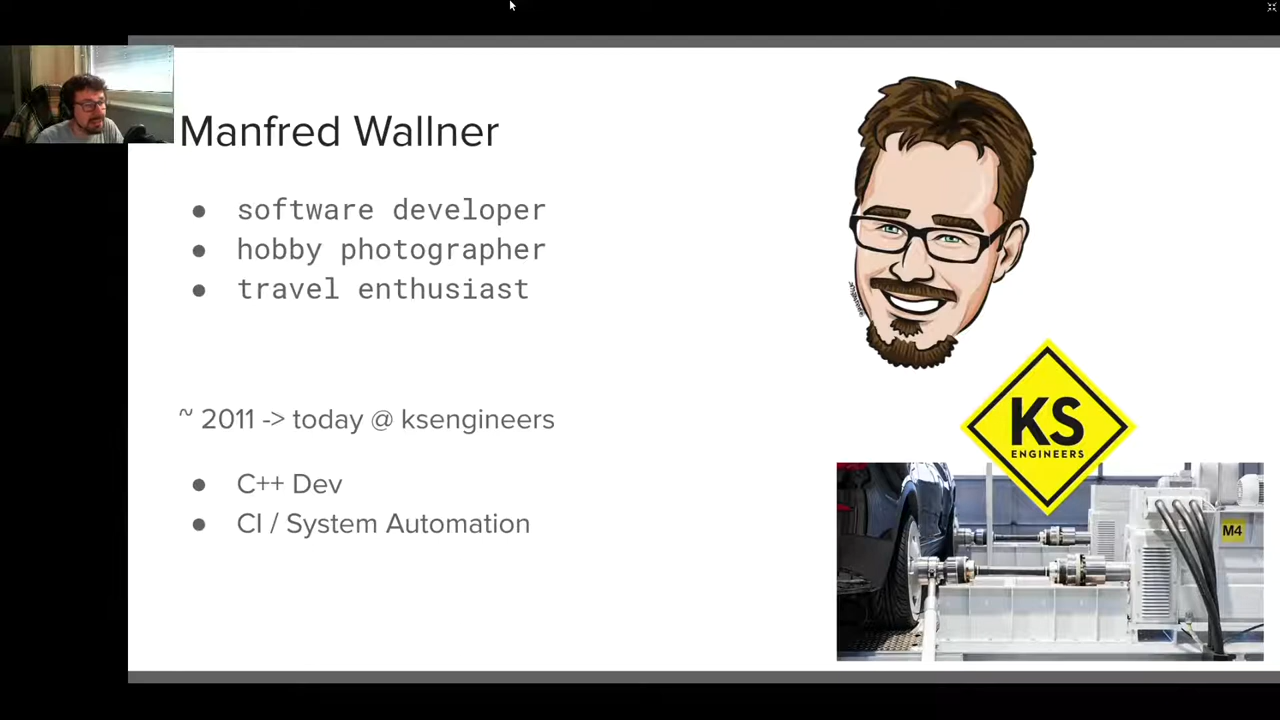 Manfred Wallner
● software developer
● hobby photographer
● travel enthusiast
~ 2011 -> today @ ksengineers
● C++ Dev
● CI / System Automation
KS
ENGINEERS
M4